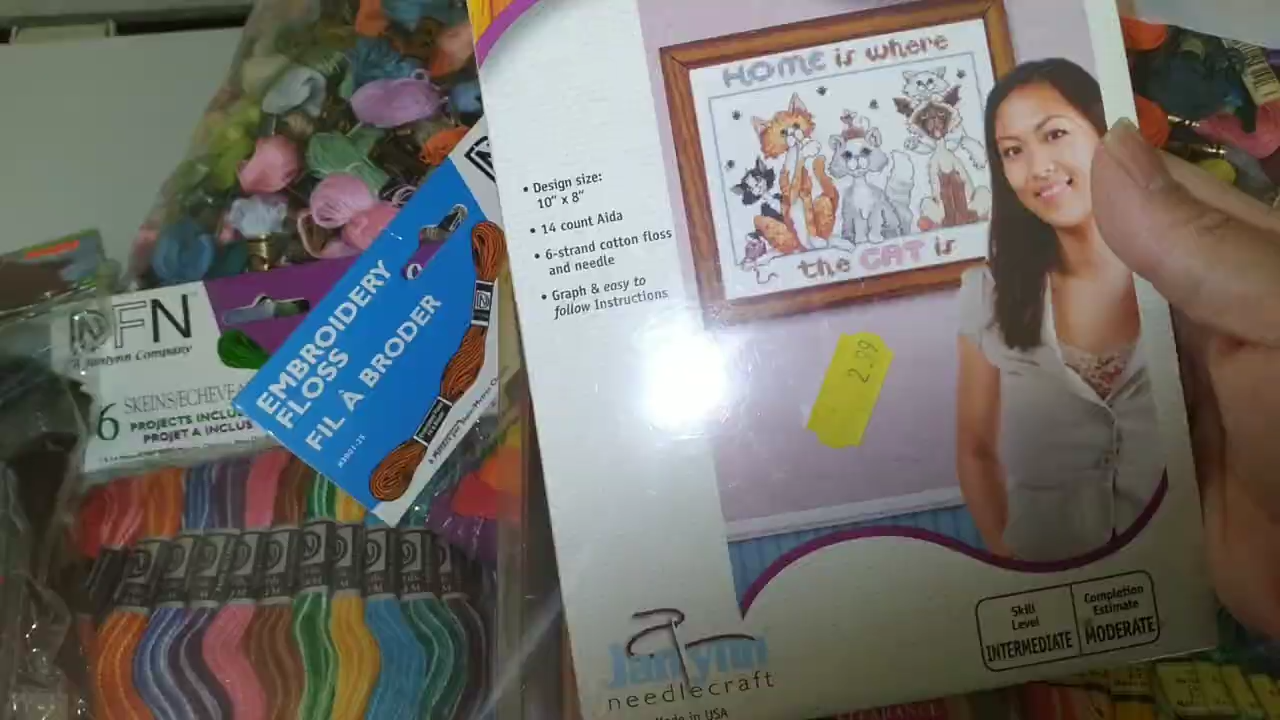 HOME is where
the CAT is
• Design size:
10" x 8"
• 14 count Aida
• 6-strand cotton floss
and needle
• Graph & easy to
follow Instructions
2.99
Skill
Level
INTERMEDIATE
Completion
Estimate
MODERATE
Janlynn
needlecraft
Made in USA
EMBROIDERY
FLOSS
FIL À BRODER
DFN
A Janlynn Company
6 SKEINS/ECHEVE
PROJECTS INCLU
PROJET A INCLUS